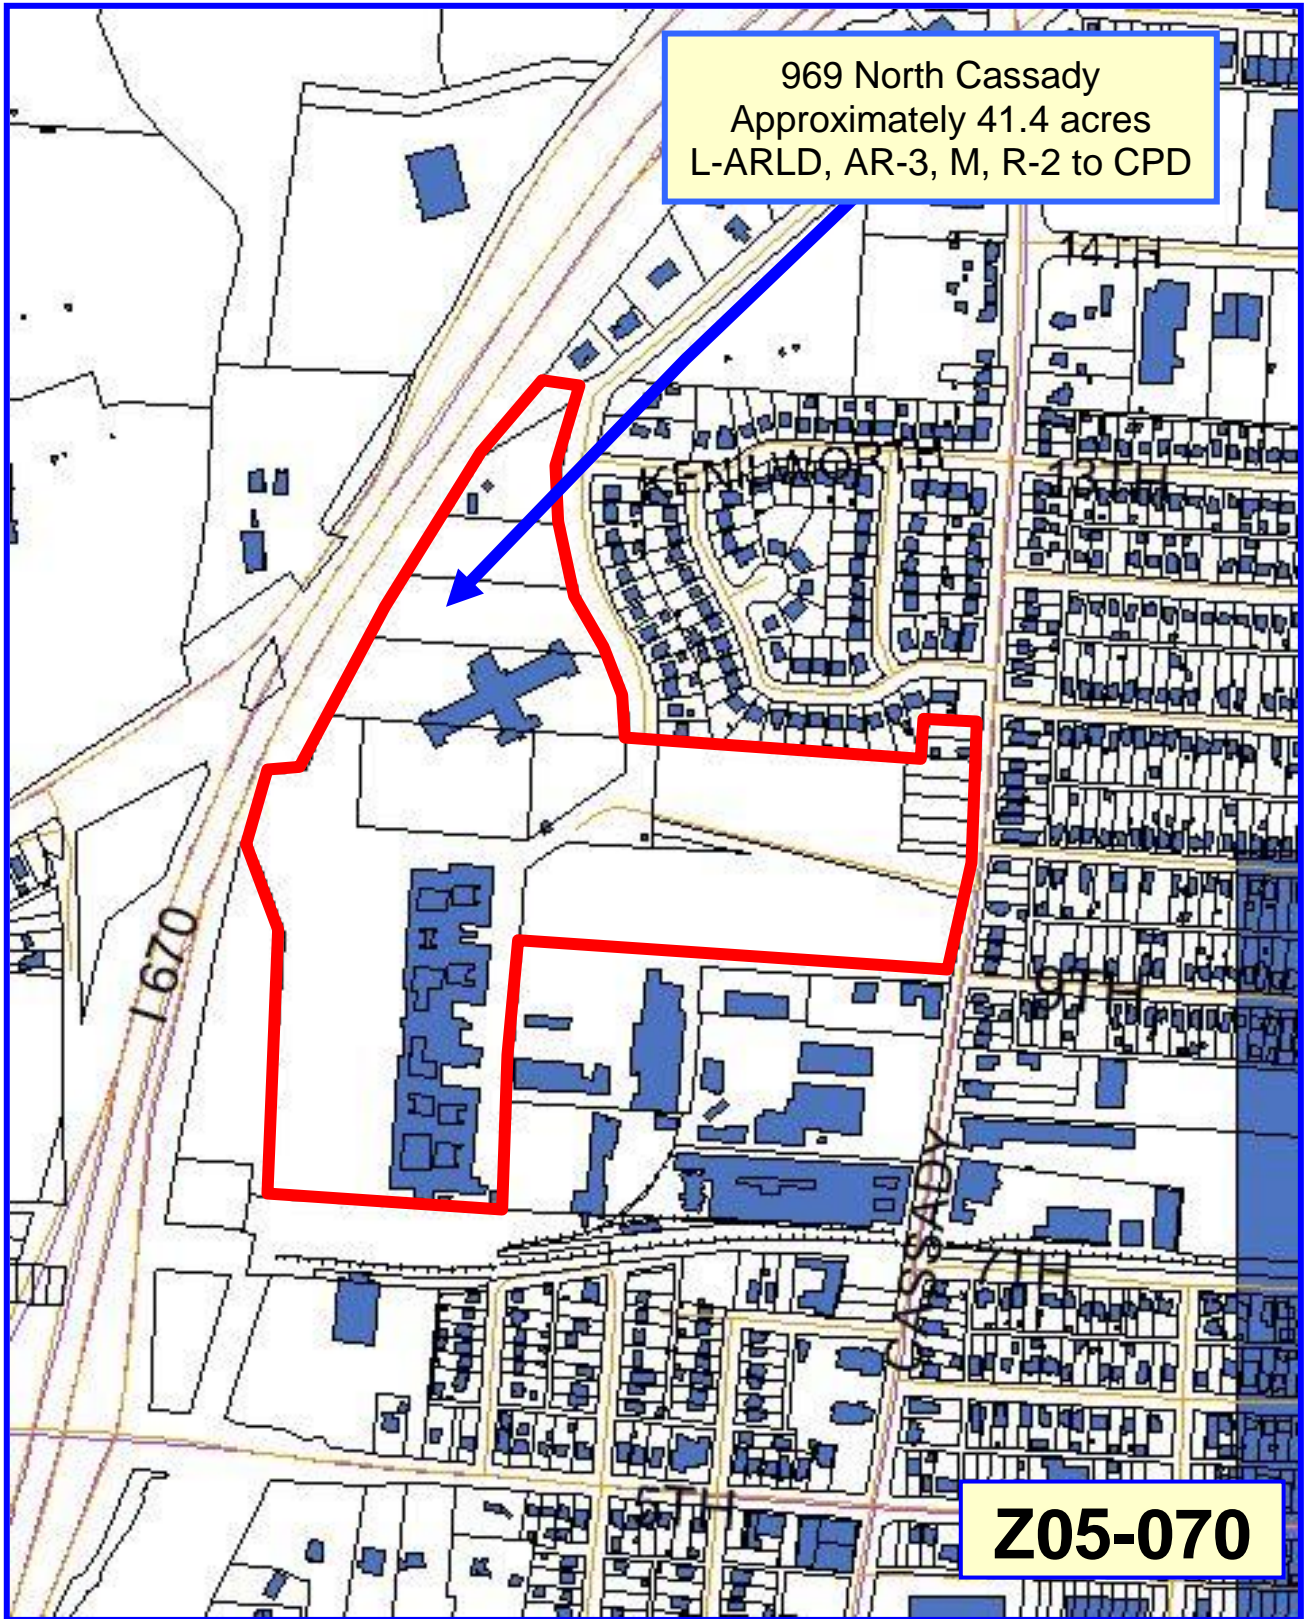 969 North Cassady
Approximately 41.4 acres
L-ARLD, AR-3, M, R-2 to CPD
14TH
KENILWORTH
13TH
I 670
9TH
CASSADY
7TH
5TH
Z05-070